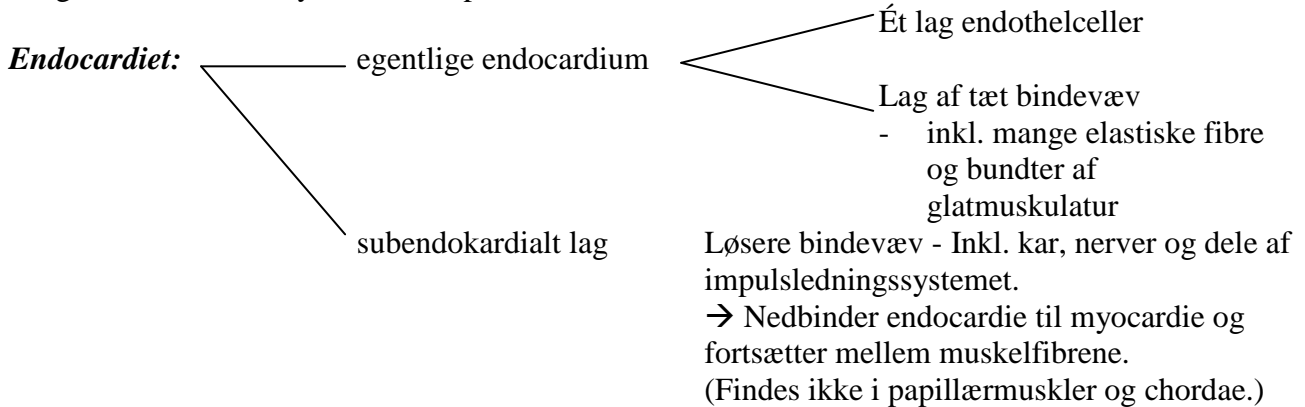 Ét lag endothelceller
Endocardiet: egentlige endocardium
Lag af tæt bindevæv
- inkl. mange elastiske fibre
og bundter af
glatmuskulatur
subendokardialt lag Løsere bindevæv - Inkl. kar, nerver og dele af
impulsledningssystemet.
→ Nedbinder endocardie til myocardie og
fortsætter mellem muskelfibrene.
(Findes ikke i papillærmuskler og chordae.)